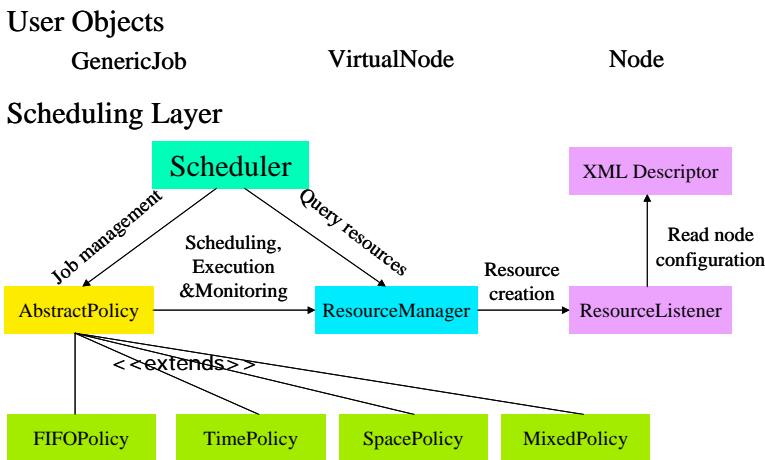 User Objects
GenericJob VirtualNode Node
Scheduling Layer
Scheduler
XML Descriptor
Job management
Query resources
Scheduling,
Execution
&Monitoring
Resource
creation
Read node
configuration
AbstractPolicy
ResourceManager
ResourceListener
<<extends>>
FIFOPolicy
TimePolicy
SpacePolicy
MixedPolicy